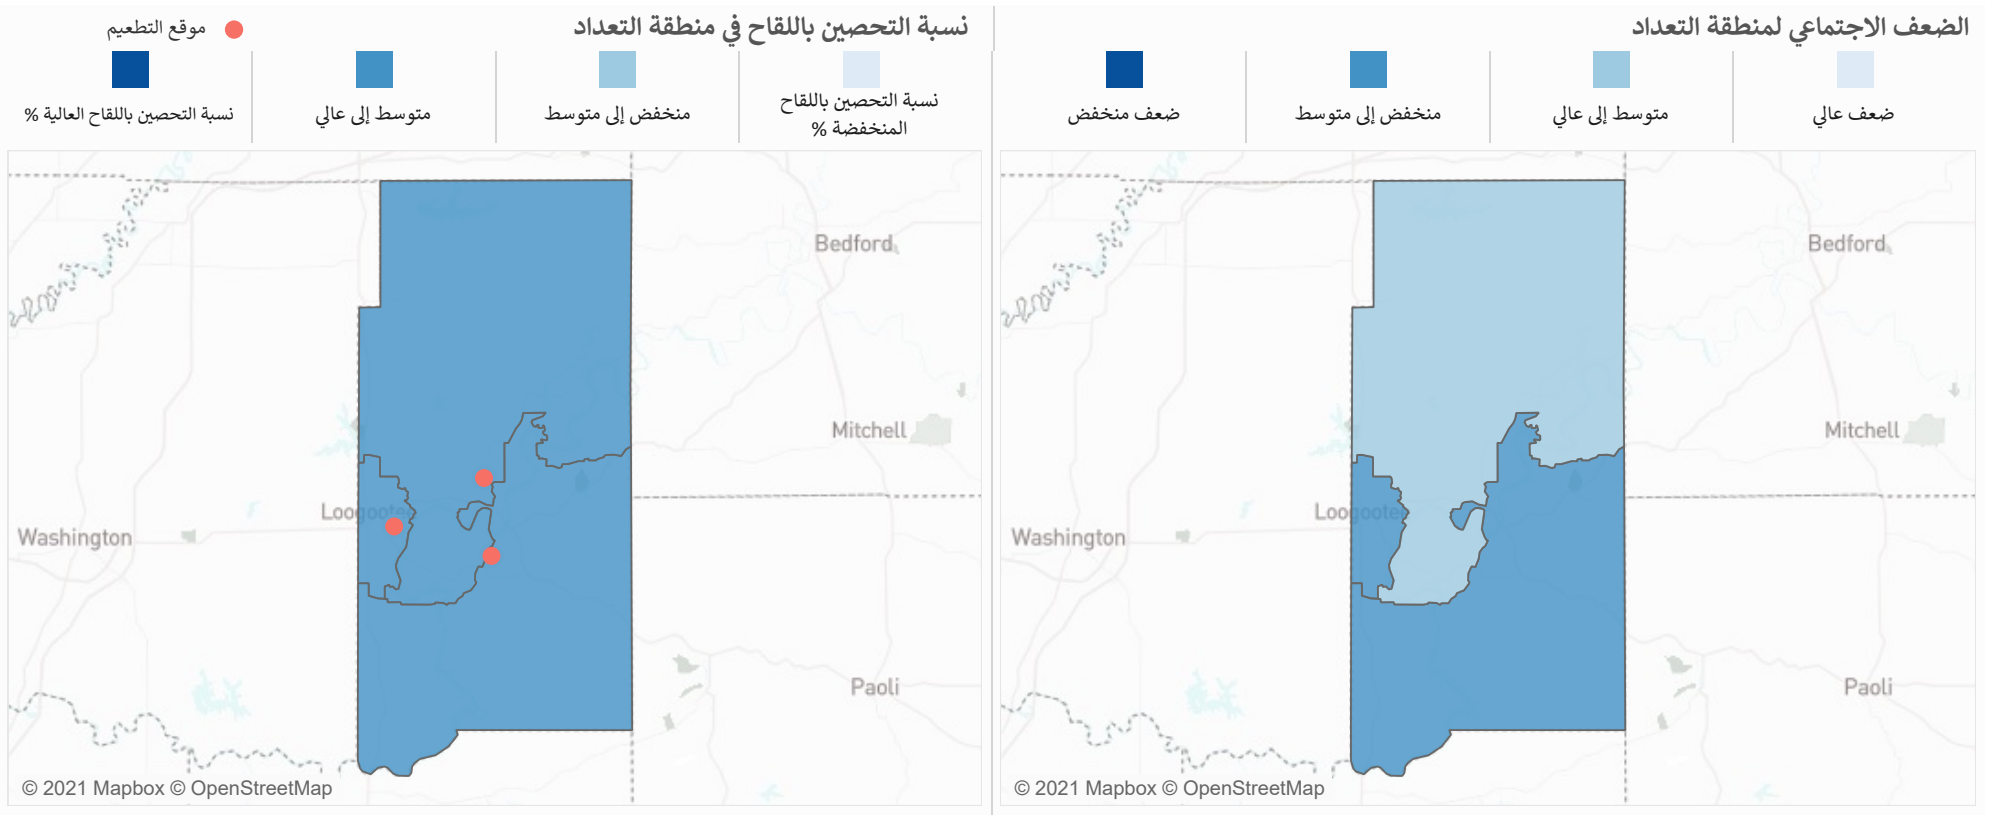 الضعف الاجتماعي لمنطقة التعداد
ضعف عالي
متوسط إلى عالي
منخفض إلى متوسط
ضعف منخفض
Bedford
Mitchell
Loogootee
Washington
Paoli
© 2021 Mapbox © OpenStreetMap
نسبة التحصين باللقاح في منطقة التعداد
موقع التطعيم
نسبة التحصين باللقاح
المنخفضة %
منخفض إلى متوسط
متوسط إلى عالي
نسبة التحصين باللقاح العالية %
Bedford
Mitchell
Loogootee
Washington
Paoli
© 2021 Mapbox © OpenStreetMap